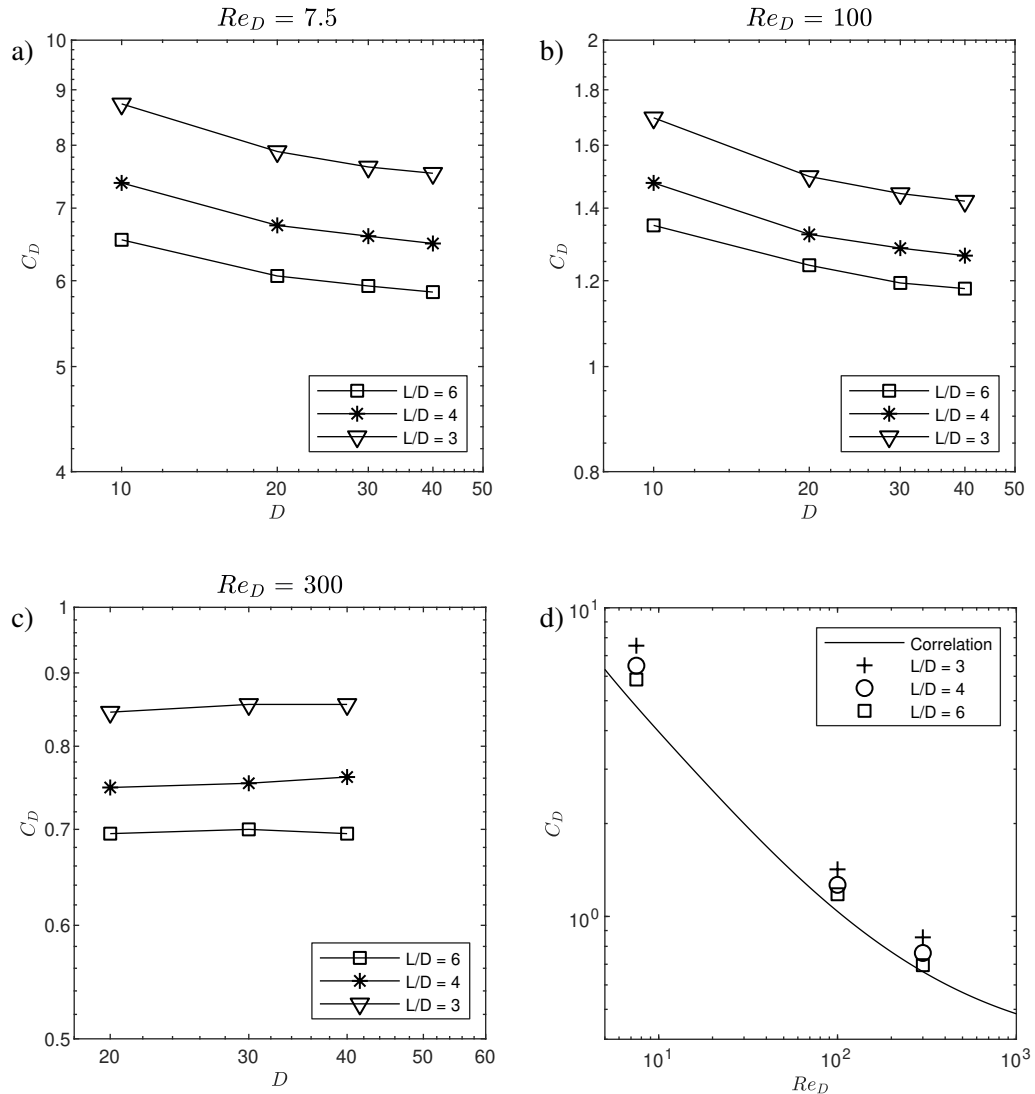 Re_D = 7.5
a)
10
9
8
7
6
5
4
C_D
10 20 30 40 50
D
L/D = 6
L/D = 4
L/D = 3
Re_D = 100
b)
2
1.8
1.6
1.4
1.2
1
0.8
C_D
10 20 30 40 50
D
L/D = 6
L/D = 4
L/D = 3
Re_D = 300
c)
1
0.9
0.8
0.7
0.6
0.5
C_D
20 30 40 50 60
D
L/D = 6
L/D = 4
L/D = 3
d)
10^1
10^0
C_D
10^1 10^2 10^3
Re_D
Correlation
L/D = 3
L/D = 4
L/D = 6